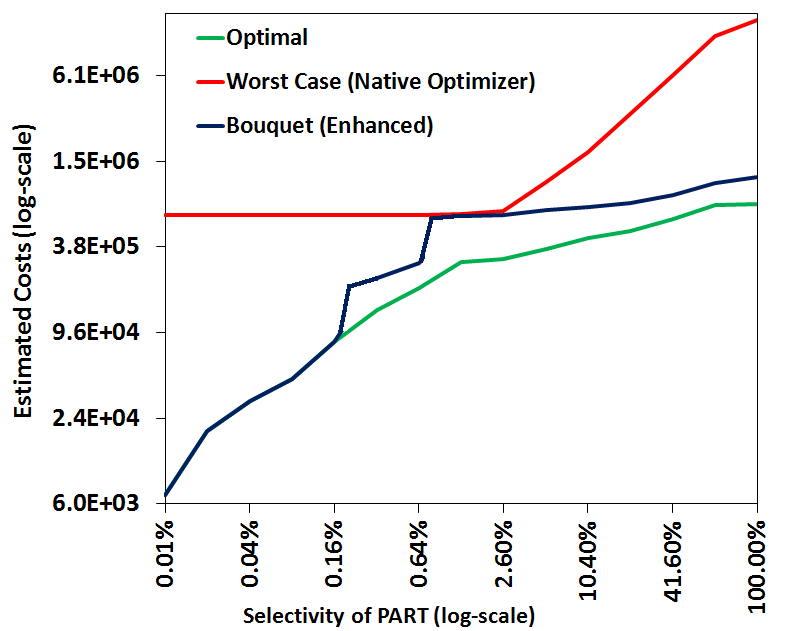 Optimal
Worst Case (Native Optimizer)
Bouquet (Enhanced)
Estimated Costs (log-scale)
6.1E+06
1.5E+06
3.8E+05
9.6E+04
2.4E+04
6.0E+03
0.01%
0.04%
0.16%
0.64%
2.60%
10.40%
41.60%
100.00%
Selectivity of PART (log-scale)